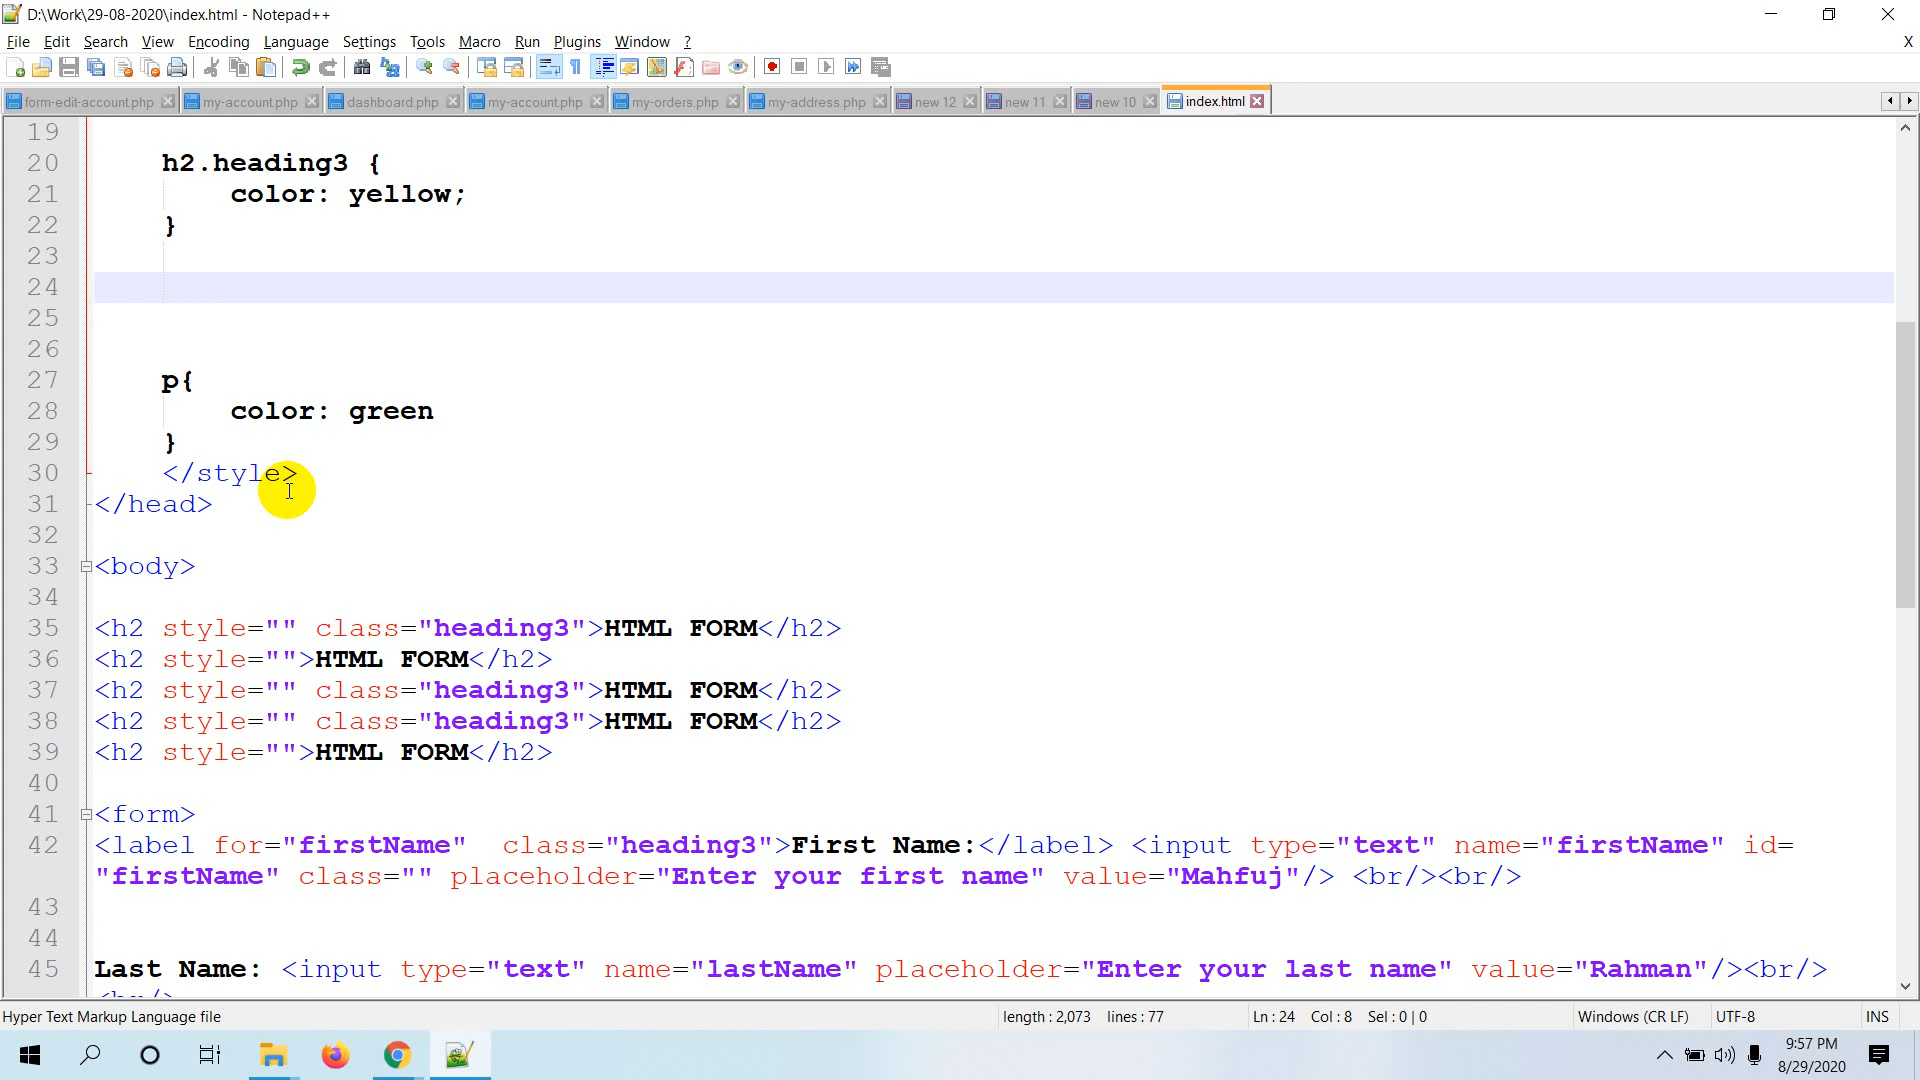 D:\Work\29-08-2020\index.html - Notepad++
File Edit Search View Encoding Language Settings Tools Macro Run Plugins Window ? X
form-edit-account.php my-account.php dashboard.php my-account.php my-orders.php my-address.php new 12 new 11 new 10 index.html
19
20 h2.heading3 {
21 color: yellow;
22 }
23
24
25
26
27 p{
28 color: green
29 }
30 </style>
31 </head>
32
33 <body>
34
35 <h2 style="" class="heading3">HTML FORM</h2>
36 <h2 style="">HTML FORM</h2>
37 <h2 style="" class="heading3">HTML FORM</h2>
38 <h2 style="" class="heading3">HTML FORM</h2>
39 <h2 style="">HTML FORM</h2>
40
41 <form>
42 <label for="firstName"  class="heading3">First Name:</label> <input type="text" name="firstName" id=
"firstName" class="" placeholder="Enter your first name" value="Mahfuj"/> <br/><br/>
43
44
45 Last Name: <input type="text" name="lastName" placeholder="Enter your last name" value="Rahman"/><br/>
<br/>
Hyper Text Markup Language file length : 2,073 lines : 77 Ln : 24 Col : 8 Sel : 0 | 0 Windows (CR LF) UTF-8 INS
9:57 PM
8/29/2020